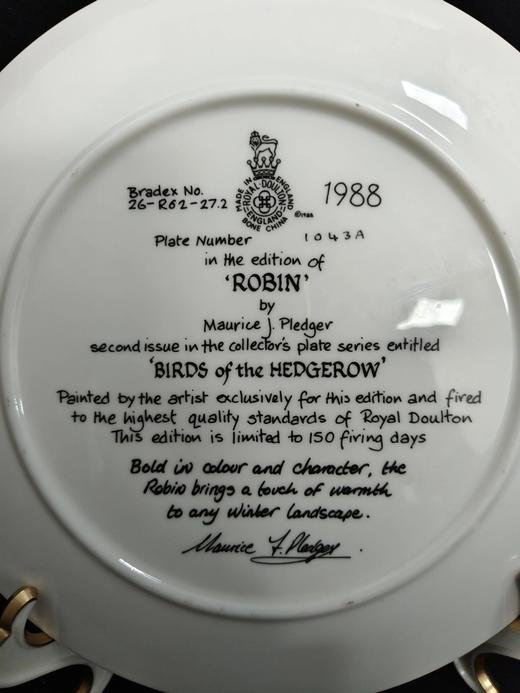 MADE IN ENGLAND
ROYAL·DOULTON
ENGLAND
BONE CHINA
©1988
Bradex No.
26-R62-27.2
1988
Plate Number 1043A
in the edition of
'ROBIN'
by
Maurice J. Pledger
second issue in the collector's plate series entitled
'BIRDS of the HEDGEROW'
Painted by the artist exclusively for this edition and fired
to the highest quality standards of Royal Doulton
This edition is limited to 150 firing days
Bold in colour and character, the
Robin brings a touch of warmth
to any Winter landscape.
Maurice J. Pledger.